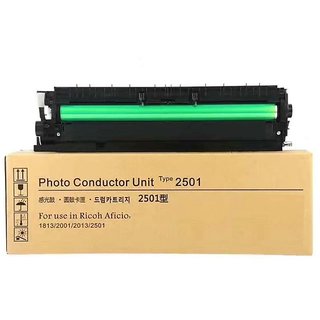 Photo Conductor Unit Type 2501
感光鼓・圆鼓卡匣・드럼카트리지 2501型
For use in Ricoh Aficio:
1813/2001/2013/2501